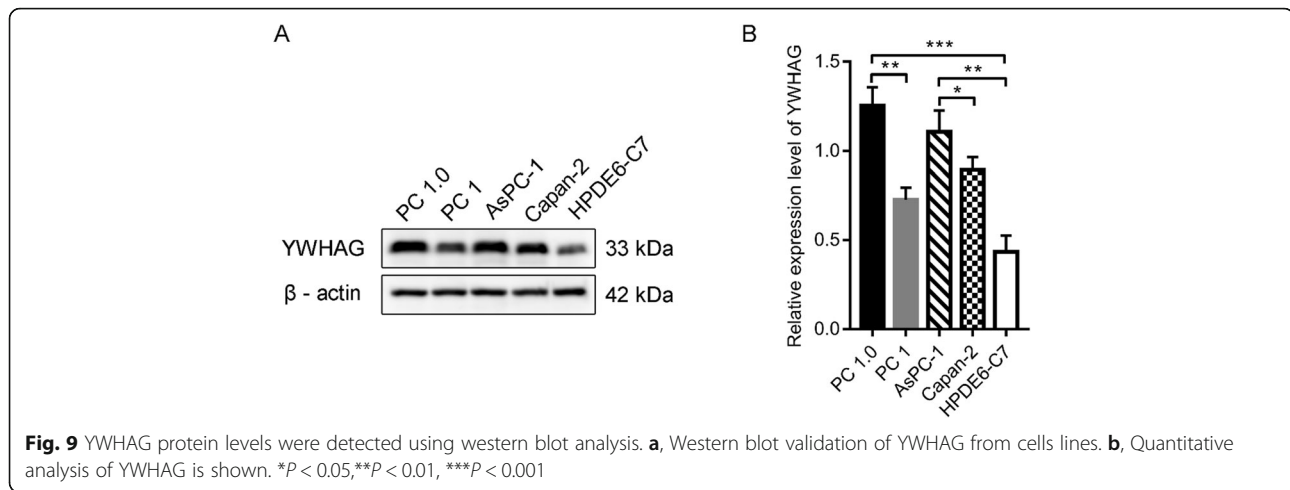 A
PC 1.0 PC 1 AsPC-1 Capan-2 HPDE6-C7
YWHAG 33 kDa
β - actin 42 kDa
B
Relative expression level of YWHAG
1.5
1.0
0.5
0.0
***
** **
*
PC 1.0 PC 1 AsPC-1 Capan-2 HPDE6-C7
Fig. 9 YWHAG protein levels were detected using western blot analysis. a, Western blot validation of YWHAG from cells lines. b, Quantitative
analysis of YWHAG is shown. *P < 0.05,**P < 0.01, ***P < 0.001